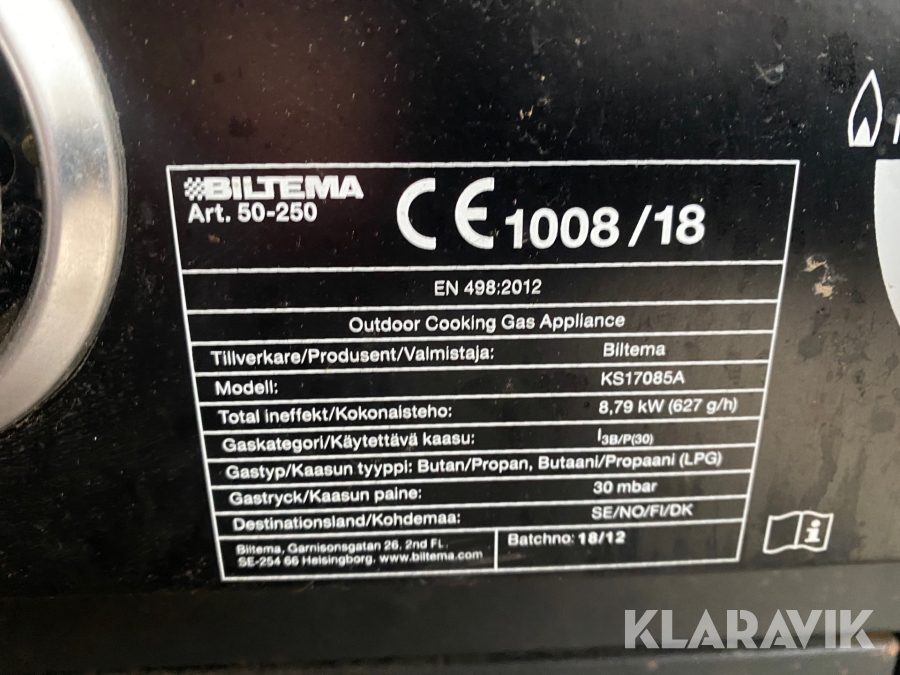 BILTEMA
Art. 50-250
CE 1008/18
EN 498:2012
Outdoor Cooking Gas Appliance
Tillverkare/Produsent/Valmistaja: Biltema
Modell: KS17085A
Total ineffekt/Kokonaisteho: 8,79 kW (627 g/h)
Gaskategori/Käytettävä kaasu: I3B/P(30)
Gastyp/Kaasun tyyppi: Butan/Propan, Butaani/Propaani (LPG)
Gastryck/Kaasun paine: 30 mbar
Destinationsland/Kohdemaa: SE/NO/FI/DK
Biltema, Garnisonsgatan 26, 2nd FL.
SE-254 66 Helsingborg. www.biltema.com
Batchno: 18/12
KLARAVIK